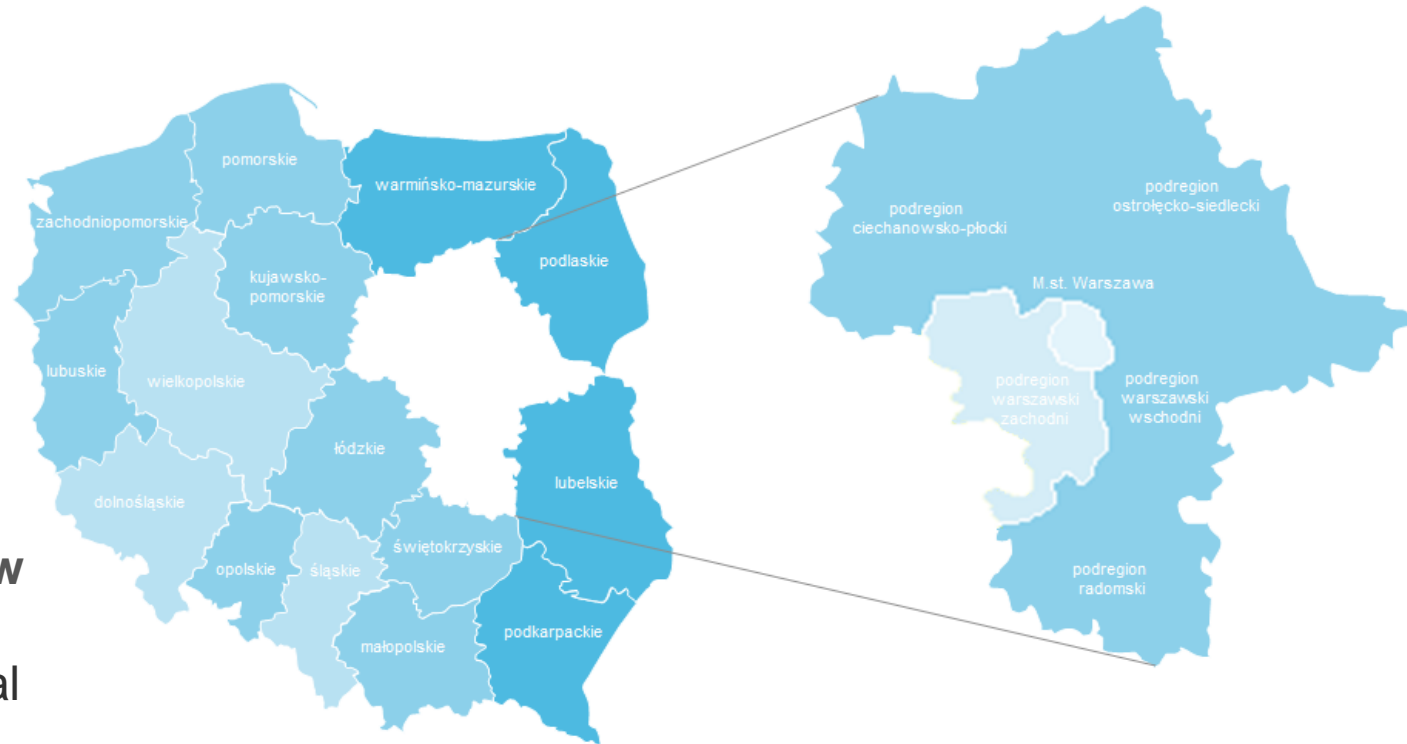 pomorskie
warmińsko-mazurskie
zachodniopomorskie
podlaskie
kujawsko-
pomorskie
lubuskie
wielkopolskie
łódzkie
lubelskie
dolnośląskie
świętokrzyskie
opolskie
śląskie
małopolskie
podkarpackie
podregion
ciechanowsko-płocki
podregion
ostrołęcko-siedlecki
M.st. Warszawa
podregion
warszawski
zachodni
podregion
warszawski
wschodni
podregion
radomski
w
al